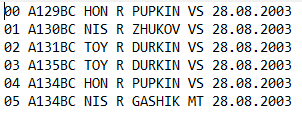 00 A129BC HON R PUPKIN VS 28.08.2003
01 A130BC NIS R ZHUKOV VS 28.08.2003
02 A131BC TOY R DURKIN VS 28.08.2003
03 A135BC TOY R DURKIN VS 28.08.2003
04 A134BC HON R PUPKIN VS 28.08.2003
05 A134BC NIS R GASHIK MT 28.08.2003